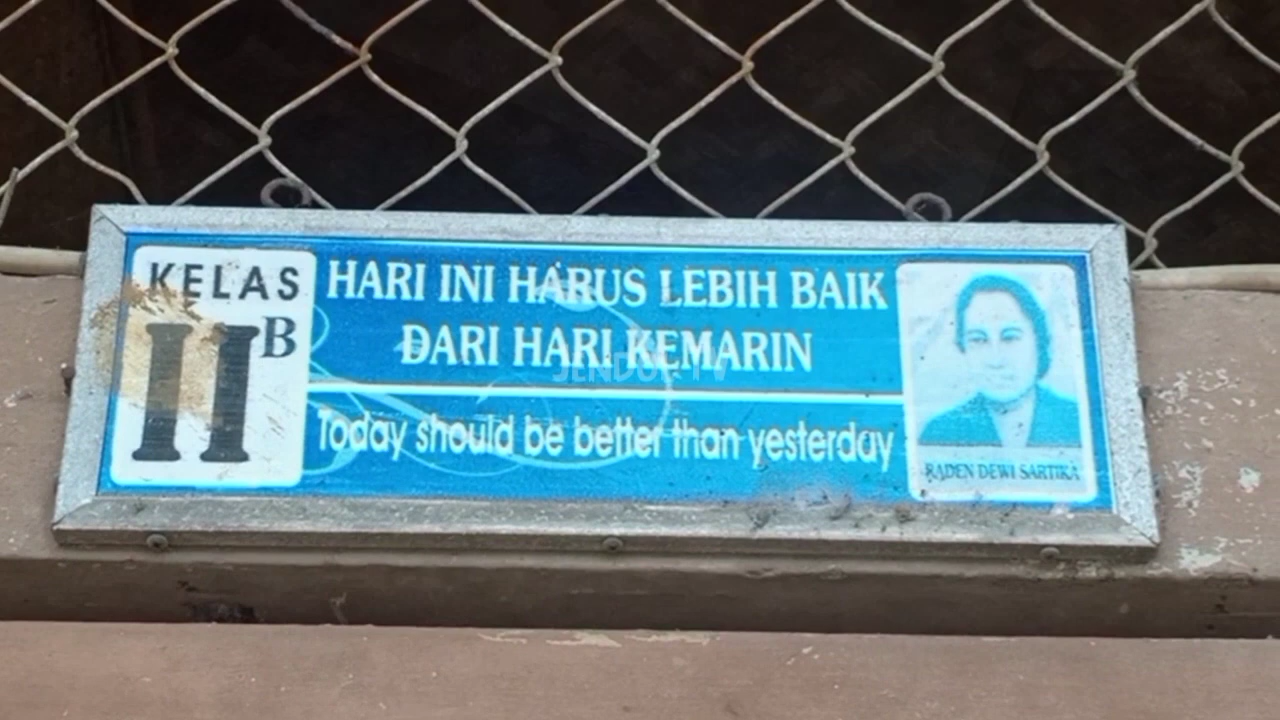 KELAS
II B
HARI INI HARUS LEBIH BAIK
DARI HARI KEMARIN
Today should be better than yesterday
RADEN DEWI SARTIKA
JENDUL TV